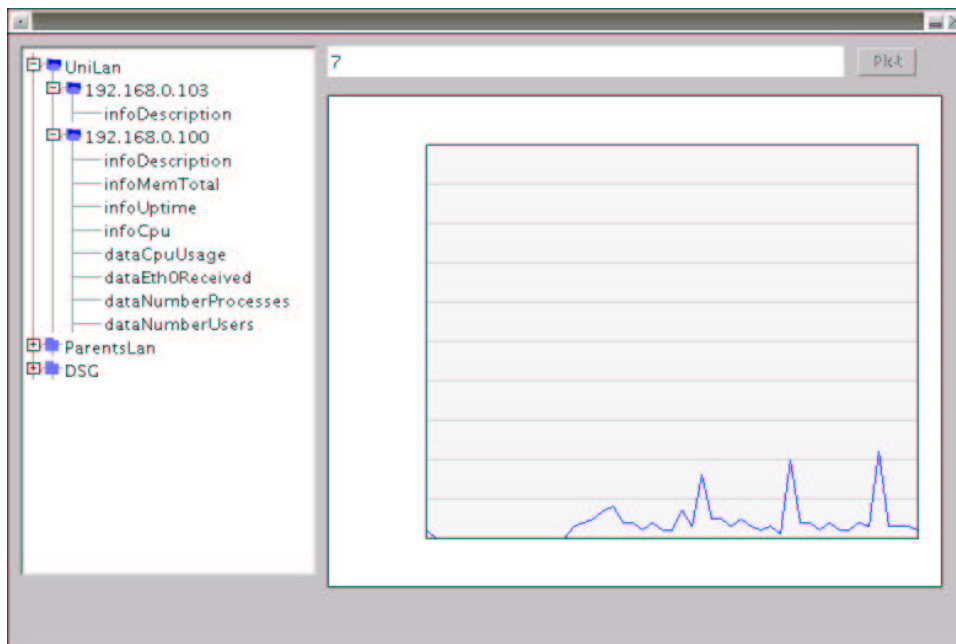 UniLan
192.168.0.103
infoDescription
192.168.0.100
infoDescription
infoMemTotal
infoUptime
infoCpu
dataCpuUsage
dataEth0Received
dataNumberProcesses
dataNumberUsers
ParentsLan
DSG
7
Plot